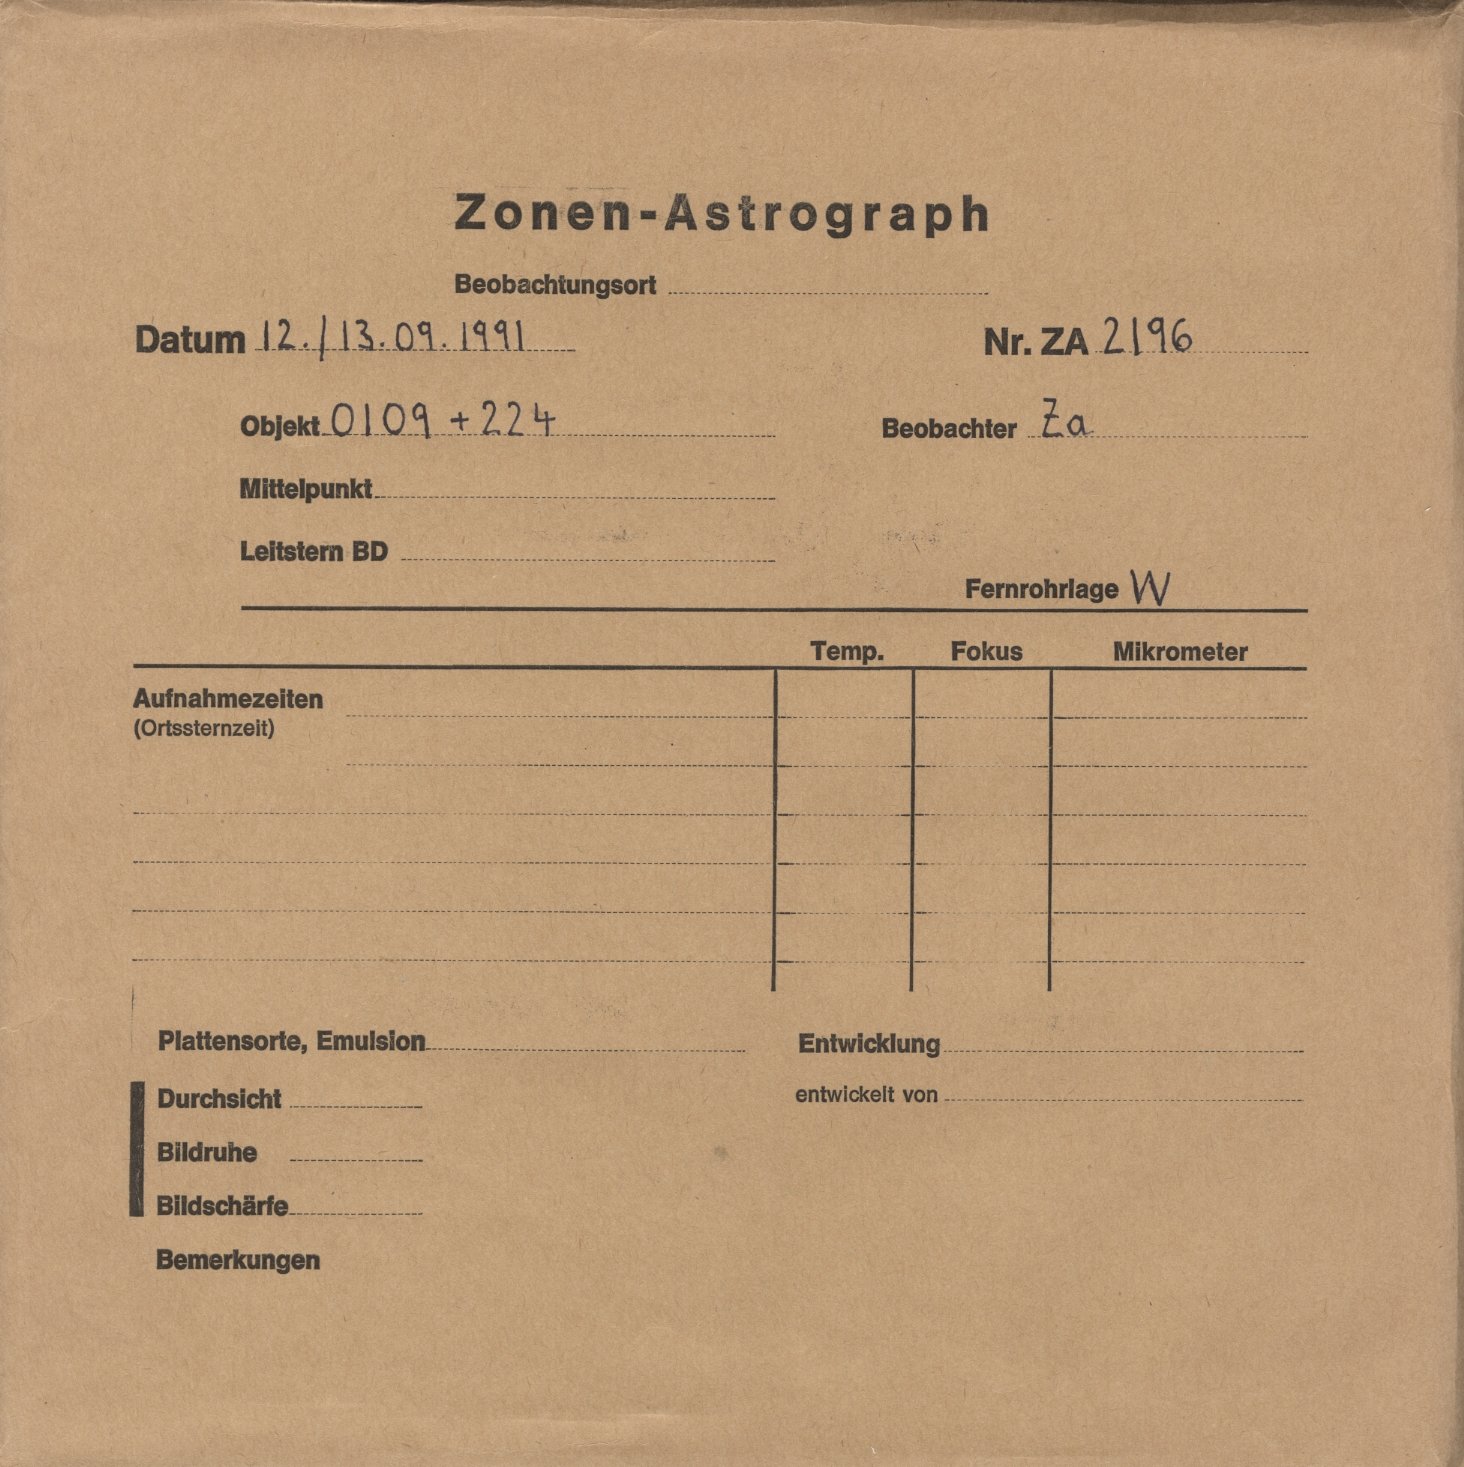 Zonen-Astrograph
Beobachtungsort
Datum 12./13.09.1991 Nr. ZA 2196
Objekt 0109+224 Beobachter Za
Mittelpunkt
Leitstern BD
Fernrohrlage W
Temp. Fokus Mikrometer
Aufnahmezeiten
(Ortssternzeit)
Plattensorte, Emulsion Entwicklung
Durchsicht entwickelt von
Bildruhe
Bildschärfe
Bemerkungen